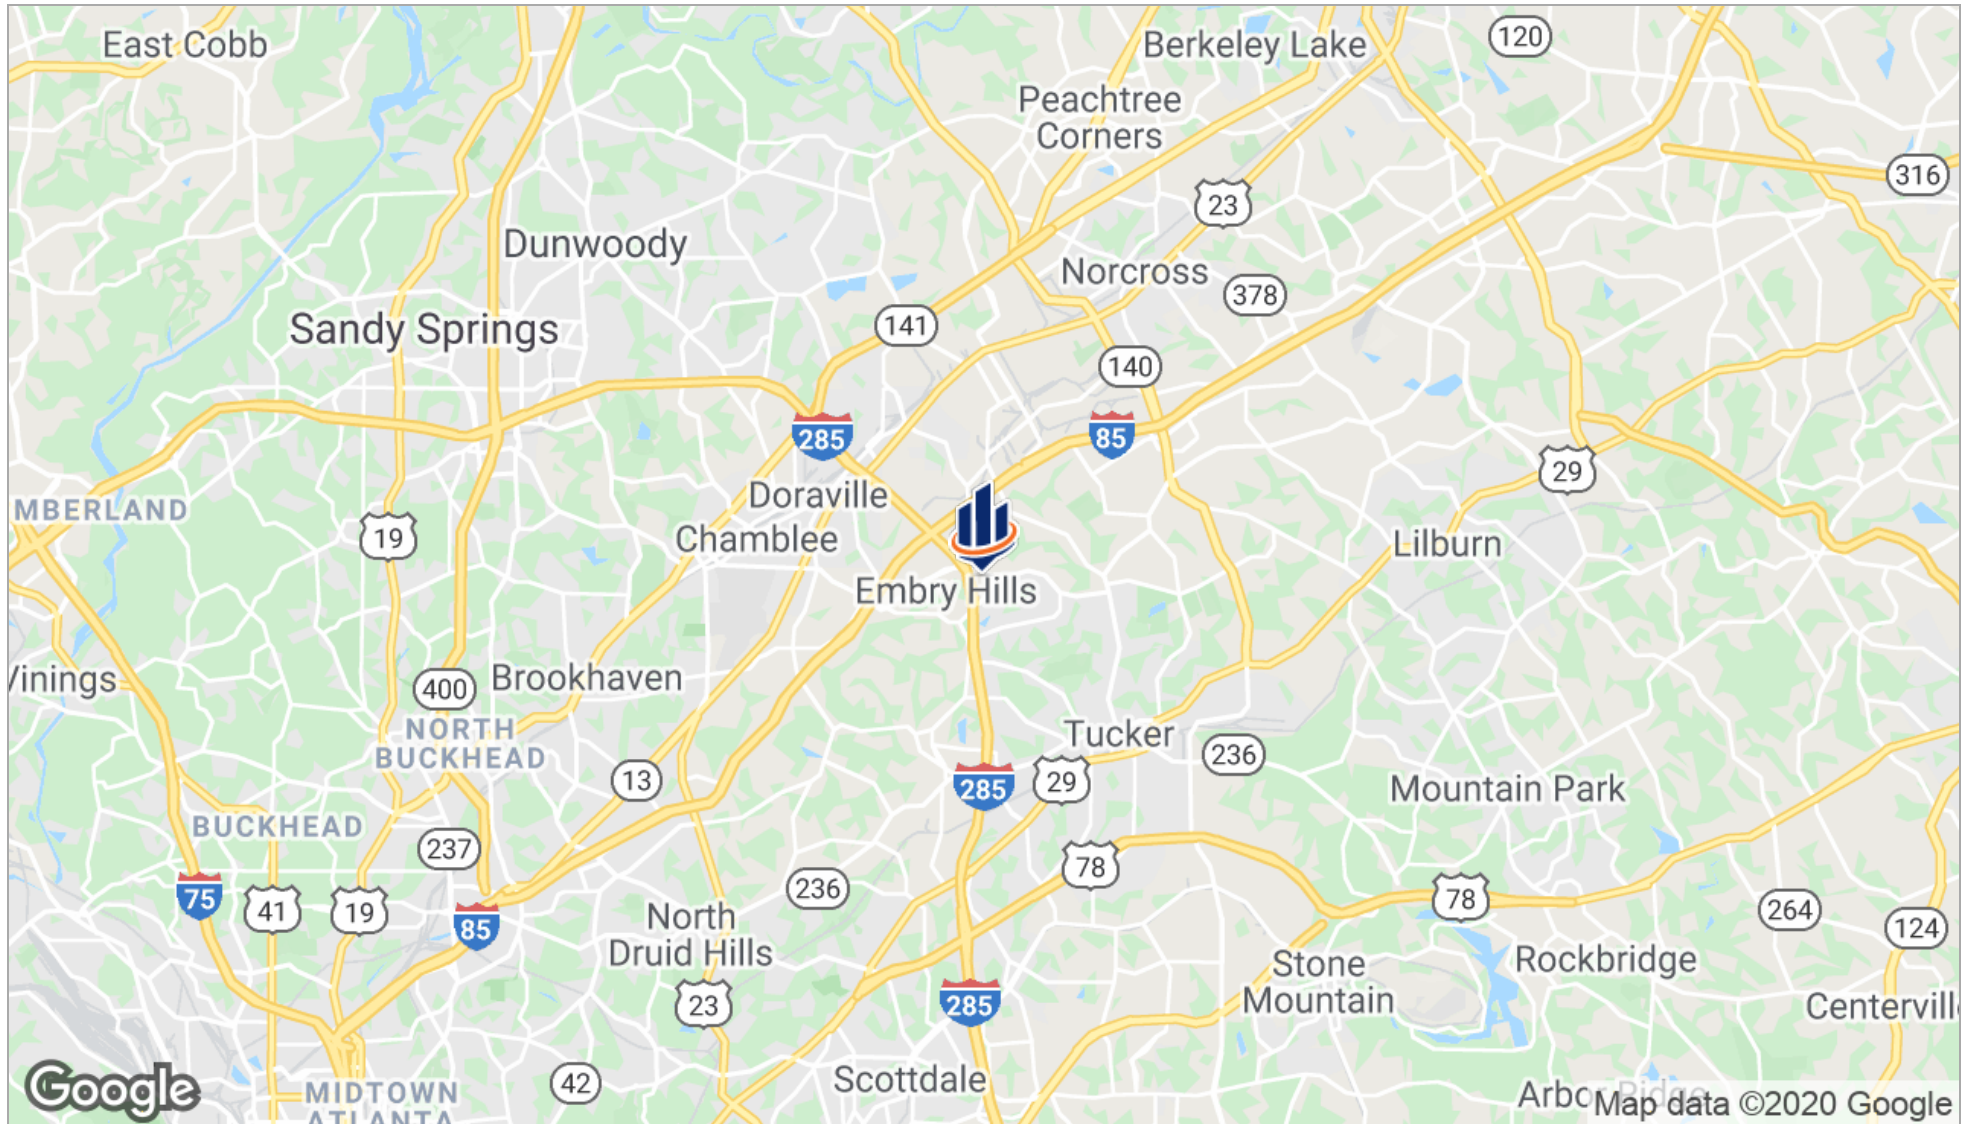 East Cobb
Berkeley Lake
120
Peachtree
Corners
316
23
Dunwoody
Norcross
378
Sandy Springs
141
140
285
85
29
Doraville
MBERLAND
19
Chamblee
Lilburn
Embry Hills
Vinings
400
Brookhaven
NORTH
BUCKHEAD
Tucker
236
13
285
29
Mountain Park
BUCKHEAD
237
78
75
41
19
85
236
78
264
124
North
Druid Hills
Stone
Mountain
Rockbridge
23
285
Centervill
Scottdale
42
Google
MIDTOWN
ATLANTA
Arbor Ridge
Map data ©2020 Google